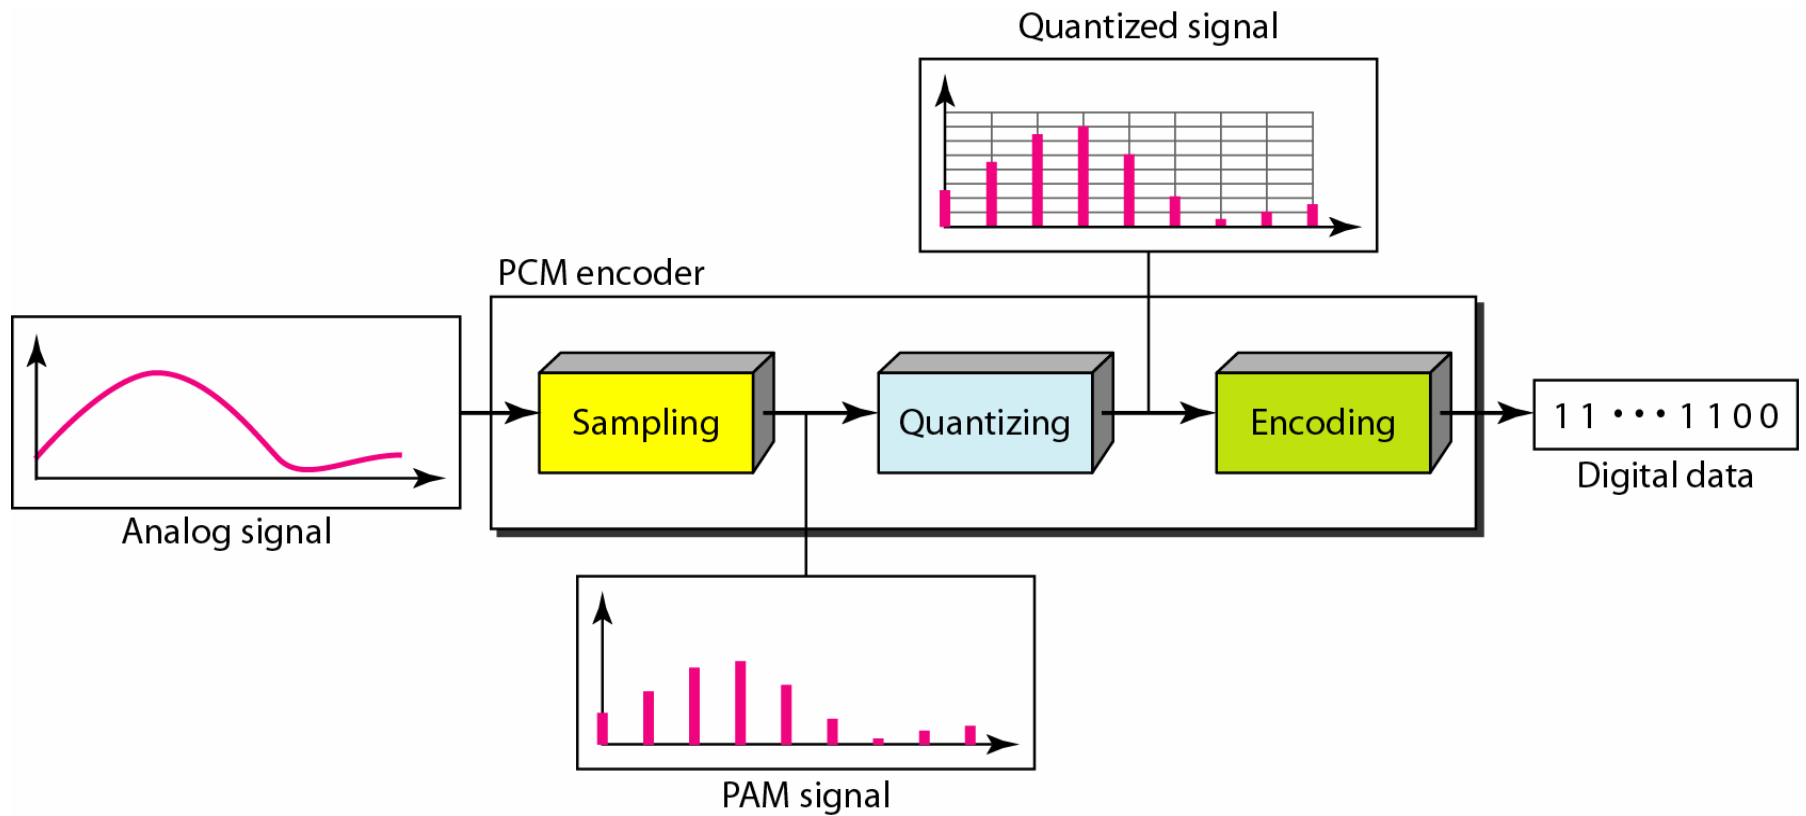 Quantized signal
PCM encoder
Sampling
Quantizing
Encoding
11 ••• 1100
Digital data
Analog signal
PAM signal